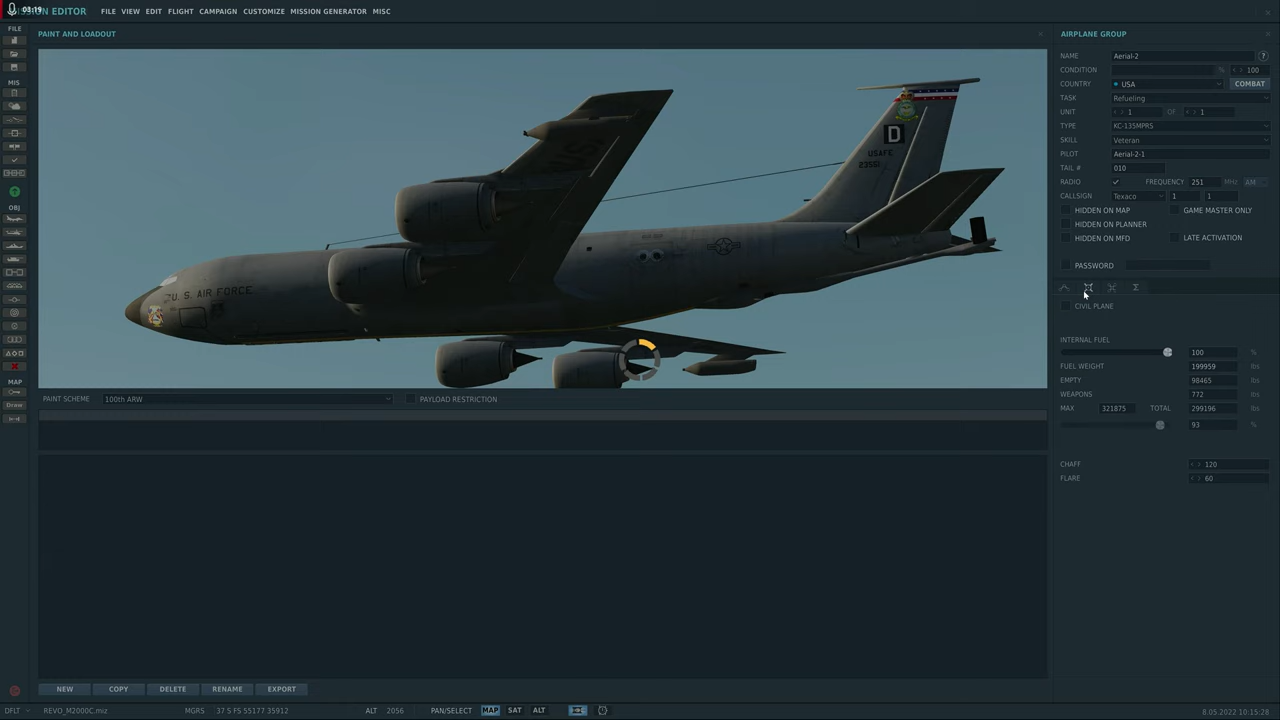 03:19
SSION EDITOR
FILE VIEW EDIT FLIGHT CAMPAIGN CUSTOMIZE MISSION GENERATOR MISC
FILE
MIS
OBJ
MAP
Draw
PAINT AND LOADOUT
U. S. AIR FORCE
D
USAFE
23561
PAINT SCHEME 100th ARW PAYLOAD RESTRICTION
NEW COPY DELETE RENAME EXPORT
AIRPLANE GROUP
NAME Aerial-2 ?
CONDITION % < > 100
COUNTRY USA COMBAT
TASK Refueling
UNIT < > 1 OF < > 1
TYPE KC-135MPRS
SKILL Veteran
PILOT Aerial-2-1
TAIL # 010
RADIO FREQUENCY 251 MHz AM
CALLSIGN Texaco 1 1
HIDDEN ON MAP GAME MASTER ONLY
HIDDEN ON PLANNER
HIDDEN ON MFD LATE ACTIVATION
PASSWORD
Σ
CIVIL PLANE
INTERNAL FUEL
100 %
FUEL WEIGHT 199959 lbs
EMPTY 98465 lbs
WEAPONS 772 lbs
MAX 321875 TOTAL 299196 lbs
93 %
CHAFF < > 120
FLARE < > 60
DFLT REVO_M2000C.miz MGRS 37 S FS 55177 35912 ALT 2056 PAN/SELECT MAP SAT ALT 8.05.2022 10:15:28